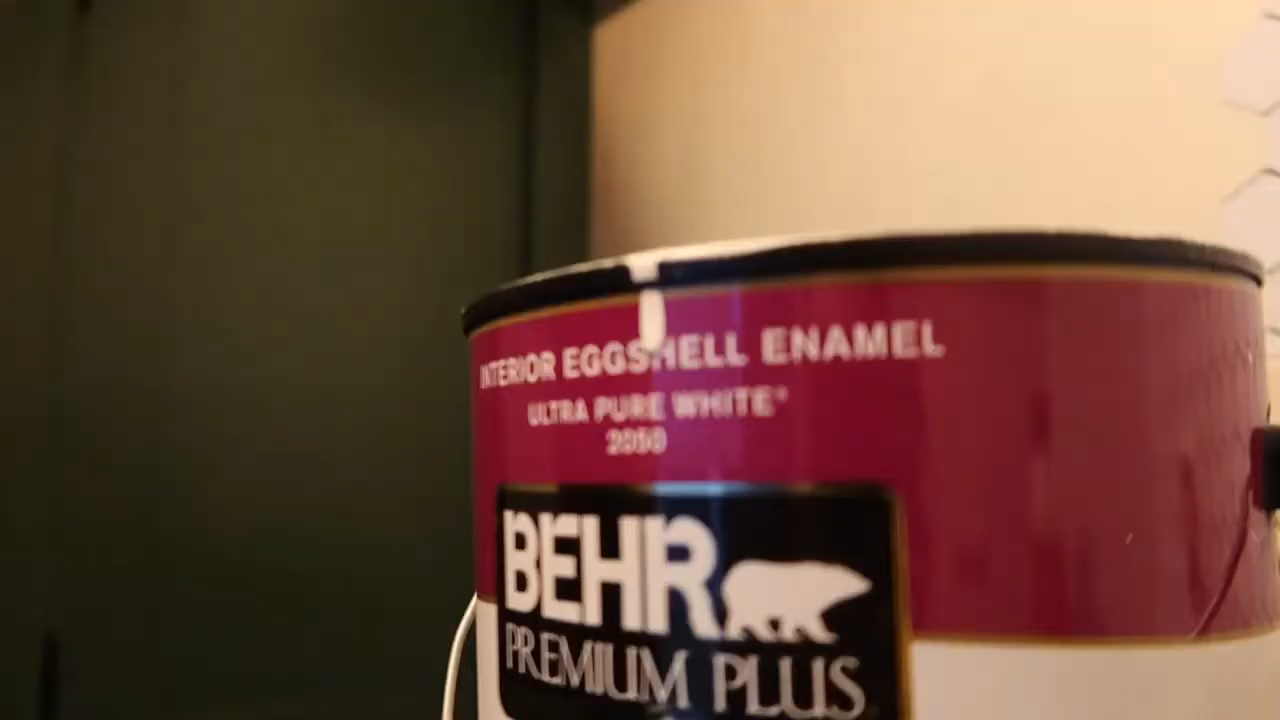 INTERIOR EGGSHELL ENAMEL
ULTRA PURE WHITE®
2050
BEHR
PREMIUM PLUS